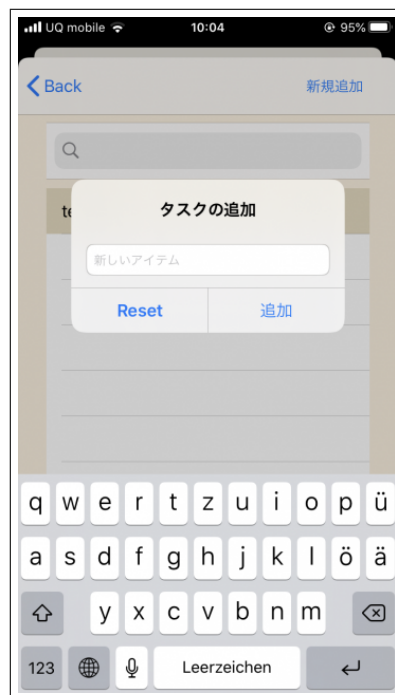 UQ mobile 10:04 95%
Back 新規追加
te
タスクの追加
新しいアイテム
Reset 追加
q w e r t z u i o p ü
a s d f g h j k l ö ä
y x c v b n m
123 Leerzeichen